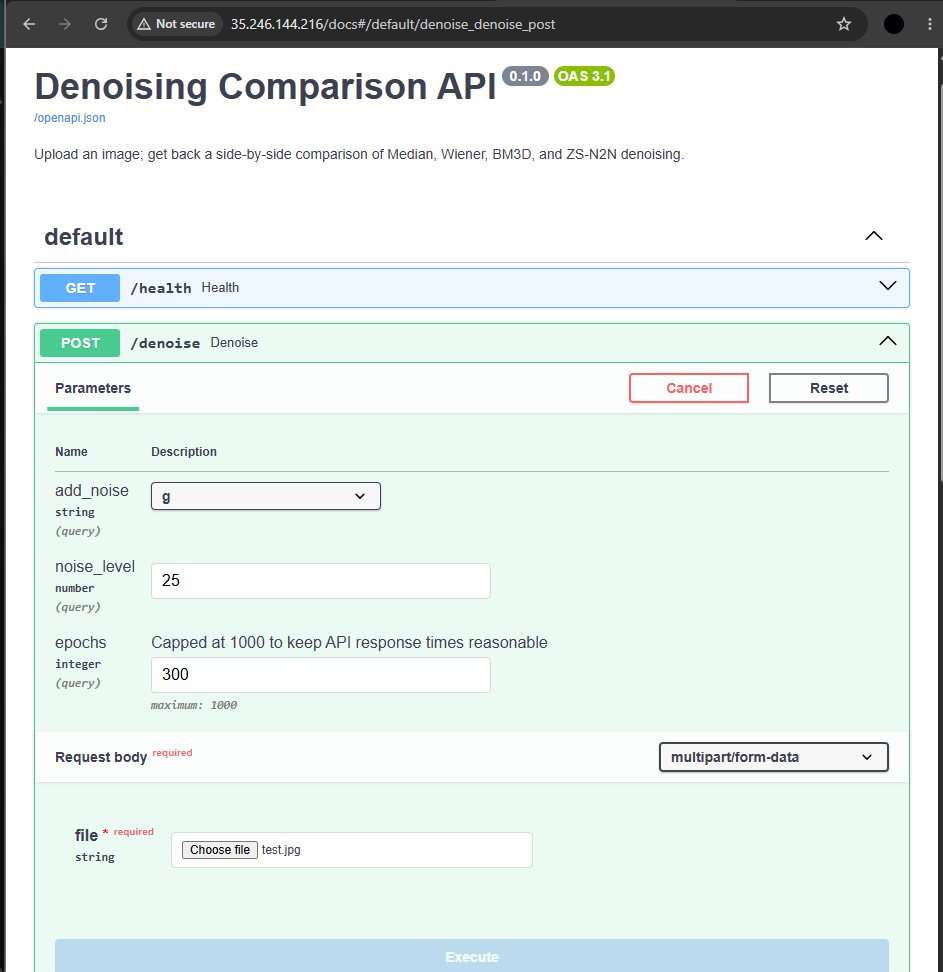 Not secure 35.246.144.216/docs#/default/denoise_denoise_post
Denoising Comparison API 0.1.0 OAS 3.1
/openapi.json
Upload an image; get back a side-by-side comparison of Median, Wiener, BM3D, and ZS-N2N denoising.
default
GET /health Health
POST /denoise Denoise
Parameters Cancel Reset
Name Description
add_noise g
string
(query)
noise_level 25
number
(query)
epochs Capped at 1000 to keep API response times reasonable
integer 300
(query)
maximum: 1000
Request body required multipart/form-data
file * required
string
Choose file test.jpg
Execute